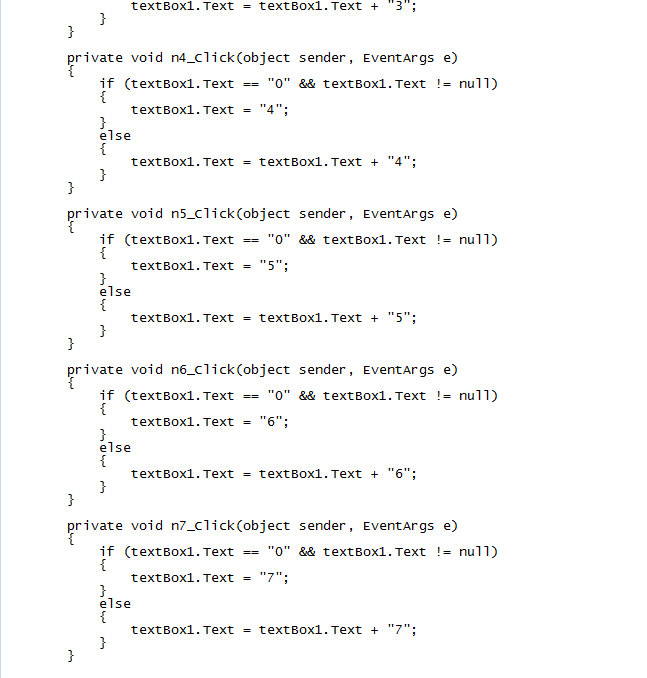 textBox1.Text = textBox1.Text + "3";
}
}
private void n4_Click(object sender, EventArgs e)
{
if (textBox1.Text == "0" && textBox1.Text != null)
{
textBox1.Text = "4";
}
else
{
textBox1.Text = textBox1.Text + "4";
}
}
private void n5_Click(object sender, EventArgs e)
{
if (textBox1.Text == "0" && textBox1.Text != null)
{
textBox1.Text = "5";
}
else
{
textBox1.Text = textBox1.Text + "5";
}
}
private void n6_Click(object sender, EventArgs e)
{
if (textBox1.Text == "0" && textBox1.Text != null)
{
textBox1.Text = "6";
}
else
{
textBox1.Text = textBox1.Text + "6";
}
}
private void n7_Click(object sender, EventArgs e)
{
if (textBox1.Text == "0" && textBox1.Text != null)
{
textBox1.Text = "7";
}
else
{
textBox1.Text = textBox1.Text + "7";
}
}